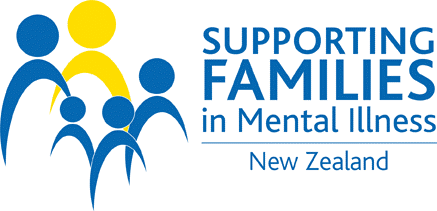 SUPPORTING
FAMILIES
in Mental Illness
New Zealand